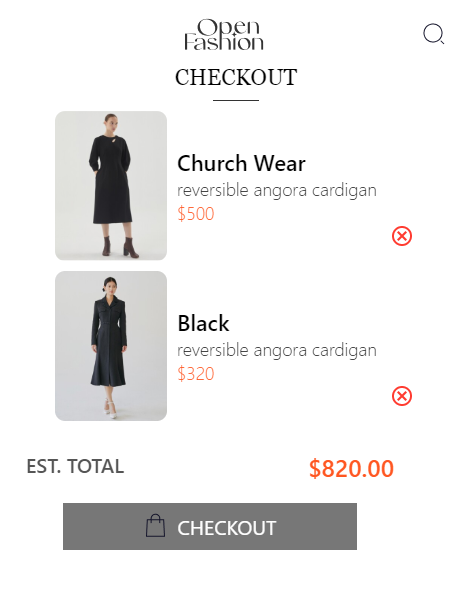 Open
Fashion
CHECKOUT
Church Wear
reversible angora cardigan
$500
Black
reversible angora cardigan
$320
EST. TOTAL
$820.00
CHECKOUT